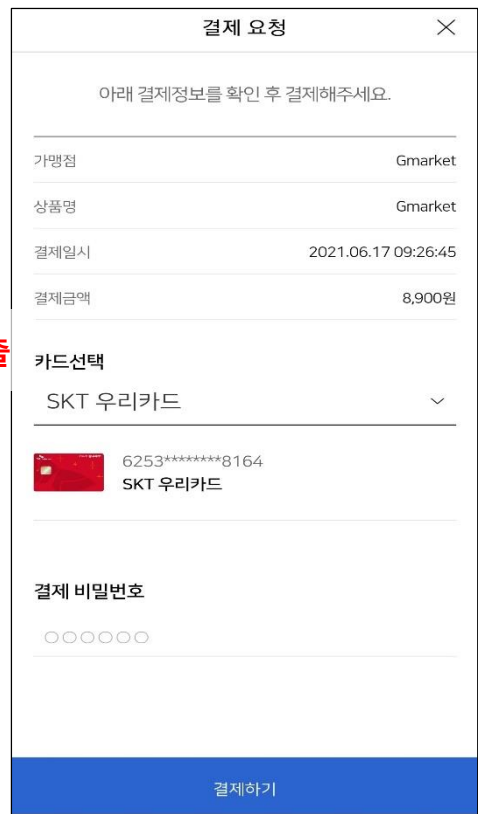 결제 요청
아래 결제정보를 확인 후 결제해주세요.
가맹점 Gmarket
상품명 Gmarket
결제일시 2021.06.17 09:26:45
결제금액 8,900원
카드선택
SKT 우리카드
6253********8164
SKT 우리카드
결제 비밀번호
결제하기